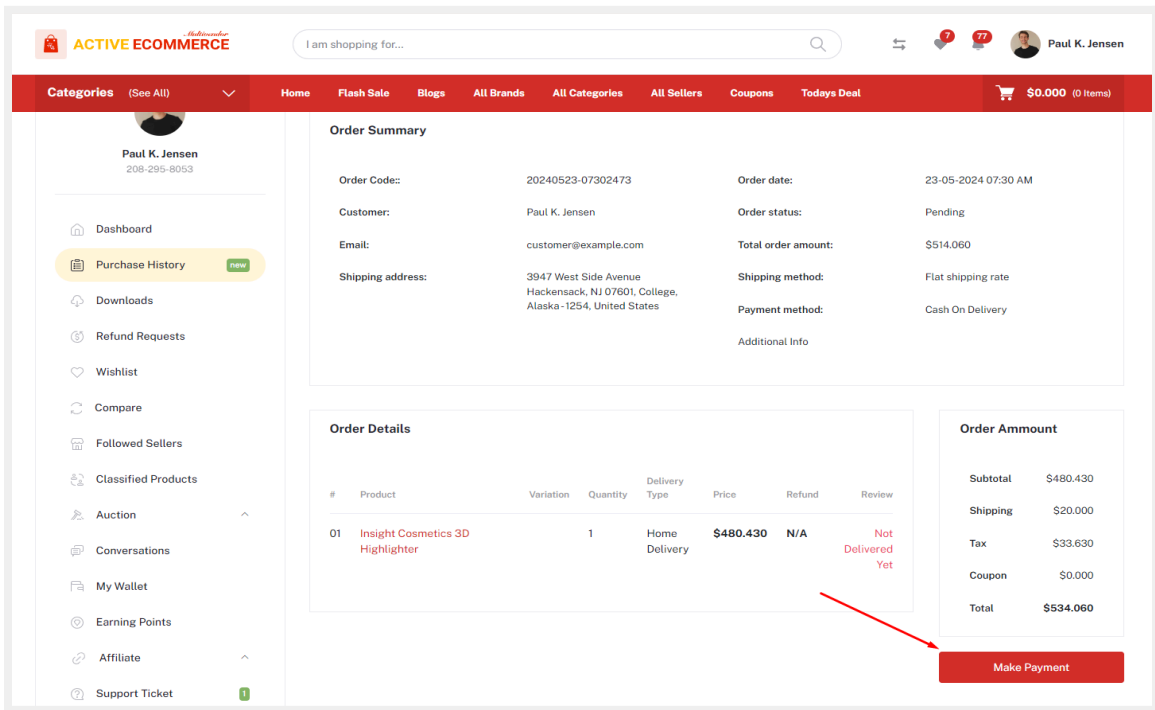 Multivendor
ACTIVE ECOMMERCE
I am shopping for...
7
77
Paul K. Jensen
Categories (See All)
Home Flash Sale Blogs All Brands All Categories All Sellers Coupons Todays Deal
$0.000 (0 Items)
Paul K. Jensen
208-295-8053
Dashboard
Purchase History new
Downloads
Refund Requests
Wishlist
Compare
Followed Sellers
Classified Products
Auction
Conversations
My Wallet
Earning Points
Affiliate
Support Ticket 1
Order Summary
Order Code:: 20240523-07302473
Customer: Paul K. Jensen
Email: customer@example.com
Shipping address: 3947 West Side Avenue
Hackensack, NJ 07601, College,
Alaska - 1254, United States
Order date: 23-05-2024 07:30 AM
Order status: Pending
Total order amount: $514.060
Shipping method: Flat shipping rate
Payment method: Cash On Delivery
Additional Info
Order Details
# Product Variation Quantity Delivery Type Price Refund Review
01 Insight Cosmetics 3D Highlighter 1 Home Delivery $480.430 N/A Not Delivered Yet
Order Ammount
Subtotal $480.430
Shipping $20.000
Tax $33.630
Coupon $0.000
Total $534.060
Make Payment